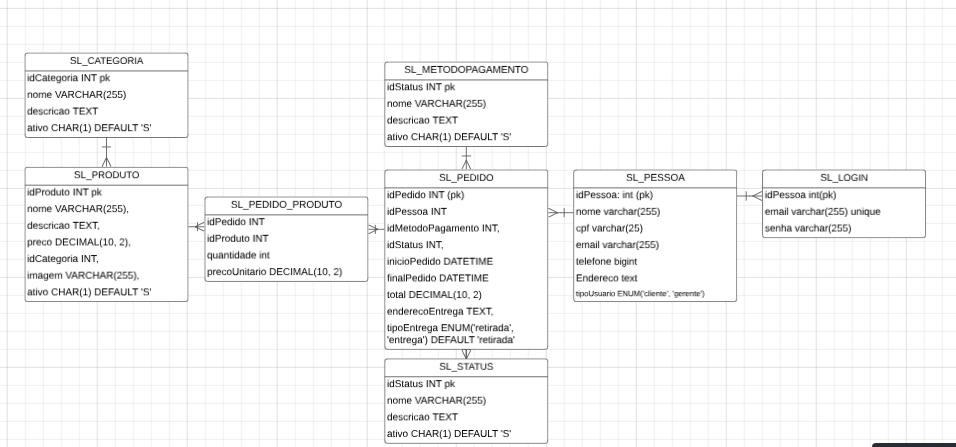 SL_CATEGORIA
idCategoria INT pk
nome VARCHAR(255)
descricao TEXT
ativo CHAR(1) DEFAULT 'S'
SL_PRODUTO
idProduto INT pk
nome VARCHAR(255),
descricao TEXT,
preco DECIMAL(10, 2),
idCategoria INT,
imagem VARCHAR(255),
ativo CHAR(1) DEFAULT 'S'
SL_PEDIDO_PRODUTO
idPedido INT
idProduto INT
quantidade int
precoUnitario DECIMAL(10, 2)
SL_METODOPAGAMENTO
idStatus INT pk
nome VARCHAR(255)
descricao TEXT
ativo CHAR(1) DEFAULT 'S'
SL_PEDIDO
idPedido INT (pk)
idPessoa INT
idMetodoPagamento INT,
idStatus INT,
inicioPedido DATETIME
finalPedido DATETIME
total DECIMAL(10, 2)
enderecoEntrega TEXT,
tipoEntrega ENUM('retirada',
'entrega') DEFAULT 'retirada'
SL_STATUS
idStatus INT pk
nome VARCHAR(255)
descricao TEXT
ativo CHAR(1) DEFAULT 'S'
SL_PESSOA
idPessoa: int (pk)
nome varchar(255)
cpf varchar(25)
email varchar(255)
telefone bigint
Endereco text
tipoUsuario ENUM('cliente', 'gerente')
SL_LOGIN
idPessoa int(pk)
email varchar(255) unique
senha varchar(255)